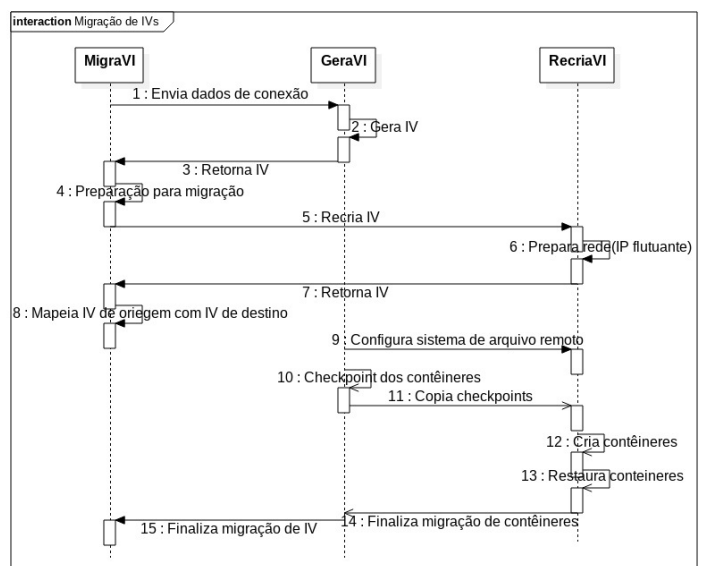 interaction Migração de IVs
MigraVI
GeraVI
RecriaVI
1 : Envia dados de conexão
2 : Gera IV
3 : Retorna IV
4 : Preparação para migração
5 : Recria IV
6 : Prepara rede(IP flutuante)
7 : Retorna IV
8 : Mapeia IV de oriegem com IV de destino
9 : Configura sistema de arquivo remoto
10 : Checkpoint dos contêineres
11 : Copia checkpoints
12 : Cria contêineres
13 : Restaura conteineres
14 : Finaliza migração de contêineres
15 : Finaliza migração de IV